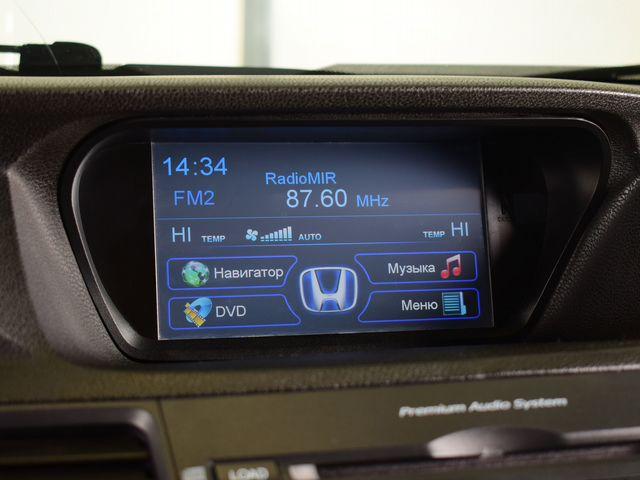 14:34
RadioMIR
FM2 87.60 MHz
HI TEMP AUTO TEMP HI
Навигатор Музыка
DVD Меню
Premium Audio System
LOAD